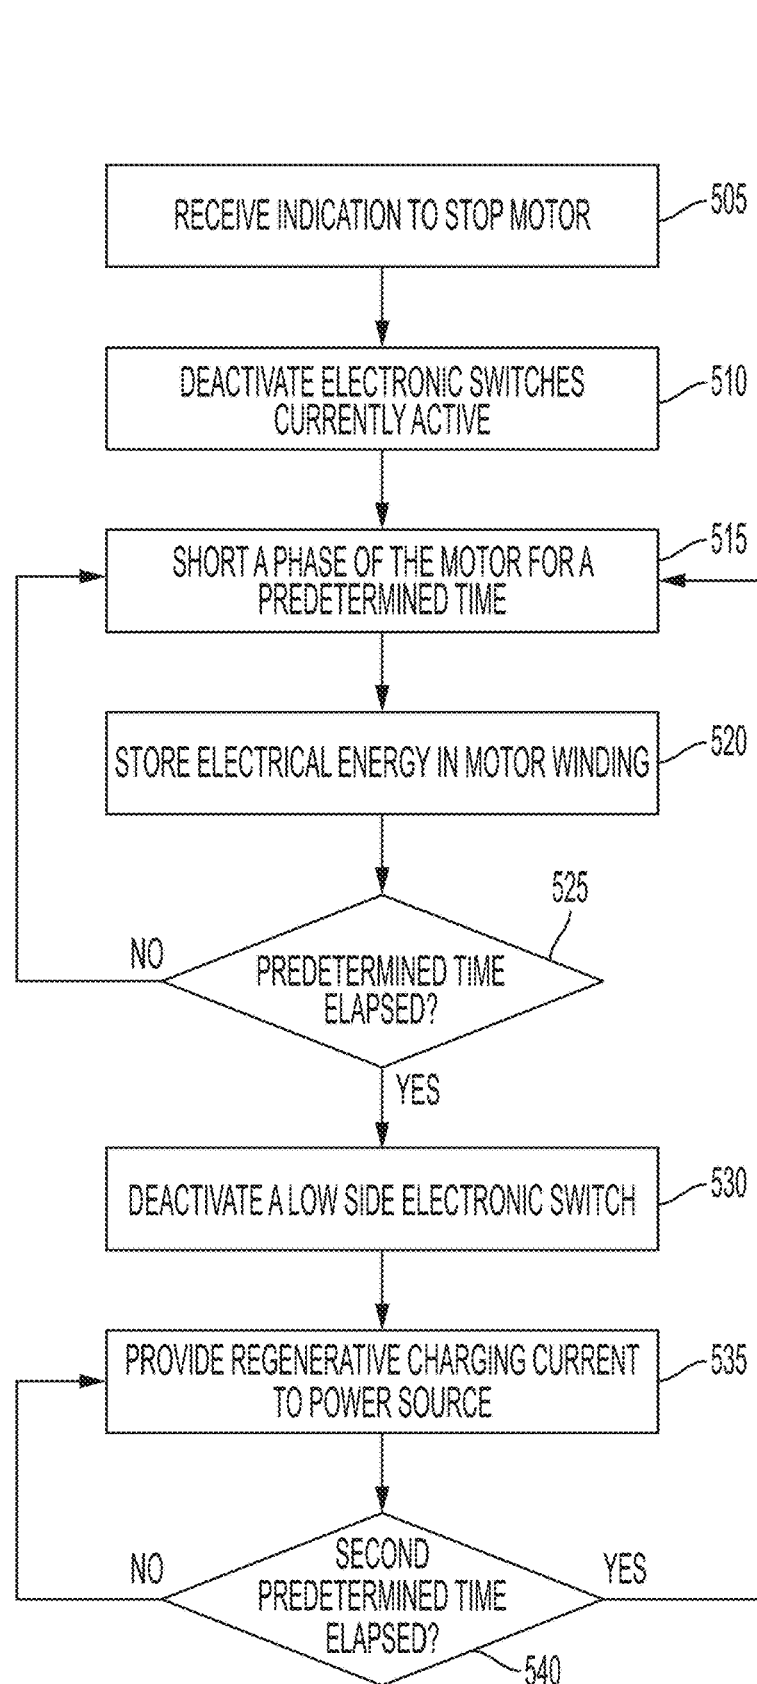 RECEIVE INDICATION TO STOP MOTOR
505
DEACTIVATE ELECTRONIC SWITCHES
CURRENTLY ACTIVE
510
SHORT A PHASE OF THE MOTOR FOR A
PREDETERMINED TIME
515
STORE ELECTRICAL ENERGY IN MOTOR WINDING
520
525
NO
PREDETERMINED TIME
ELAPSED?
YES
DEACTIVATE A LOW SIDE ELECTRONIC SWITCH
530
PROVIDE REGENERATIVE CHARGING CURRENT
TO POWER SOURCE
535
NO
SECOND
PREDETERMINED TIME
ELAPSED?
YES
540